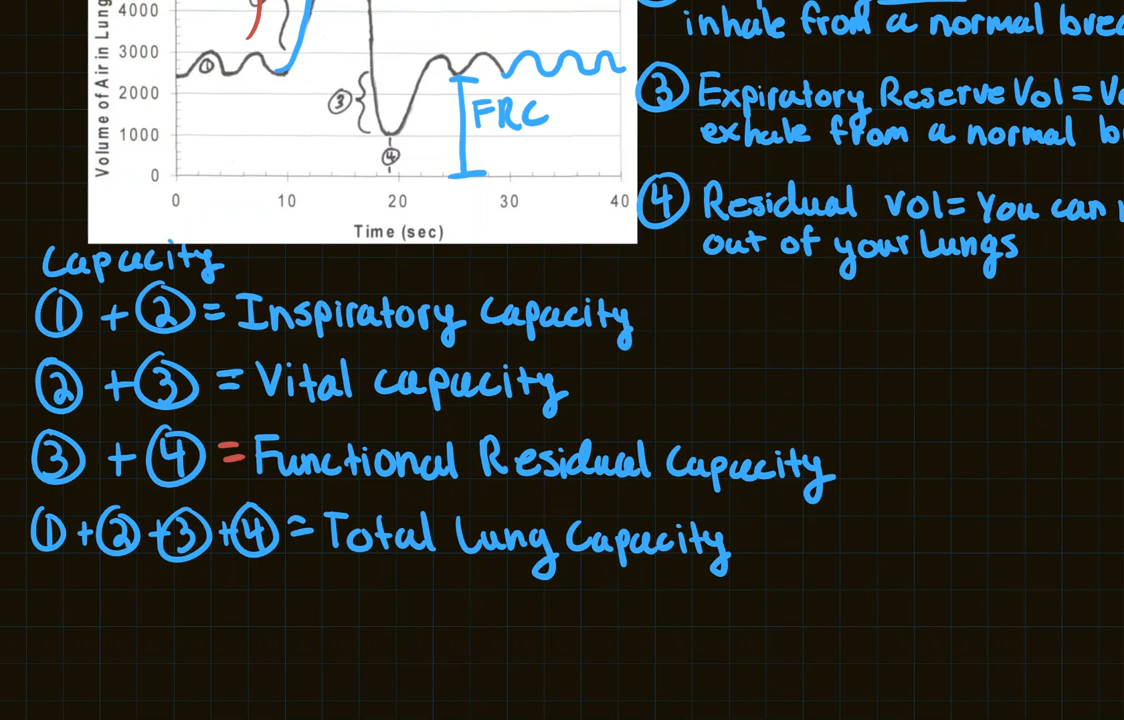 Volume of Air in Lung
4000
3000
2000
1000
0
0 10 20 30 40
Time (sec)
①
③
④
FRC
inhale from a normal brea
③ Expiratory Reserve Vol = Vo
exhale from a normal b
④ Residual vol = You can
out of your Lungs
Capacity
① + ② = Inspiratory Capacity
② + ③ = Vital capacity
③ + ④ = Functional Residual Capacity
① + ② + ③ + ④ = Total Lung Capacity